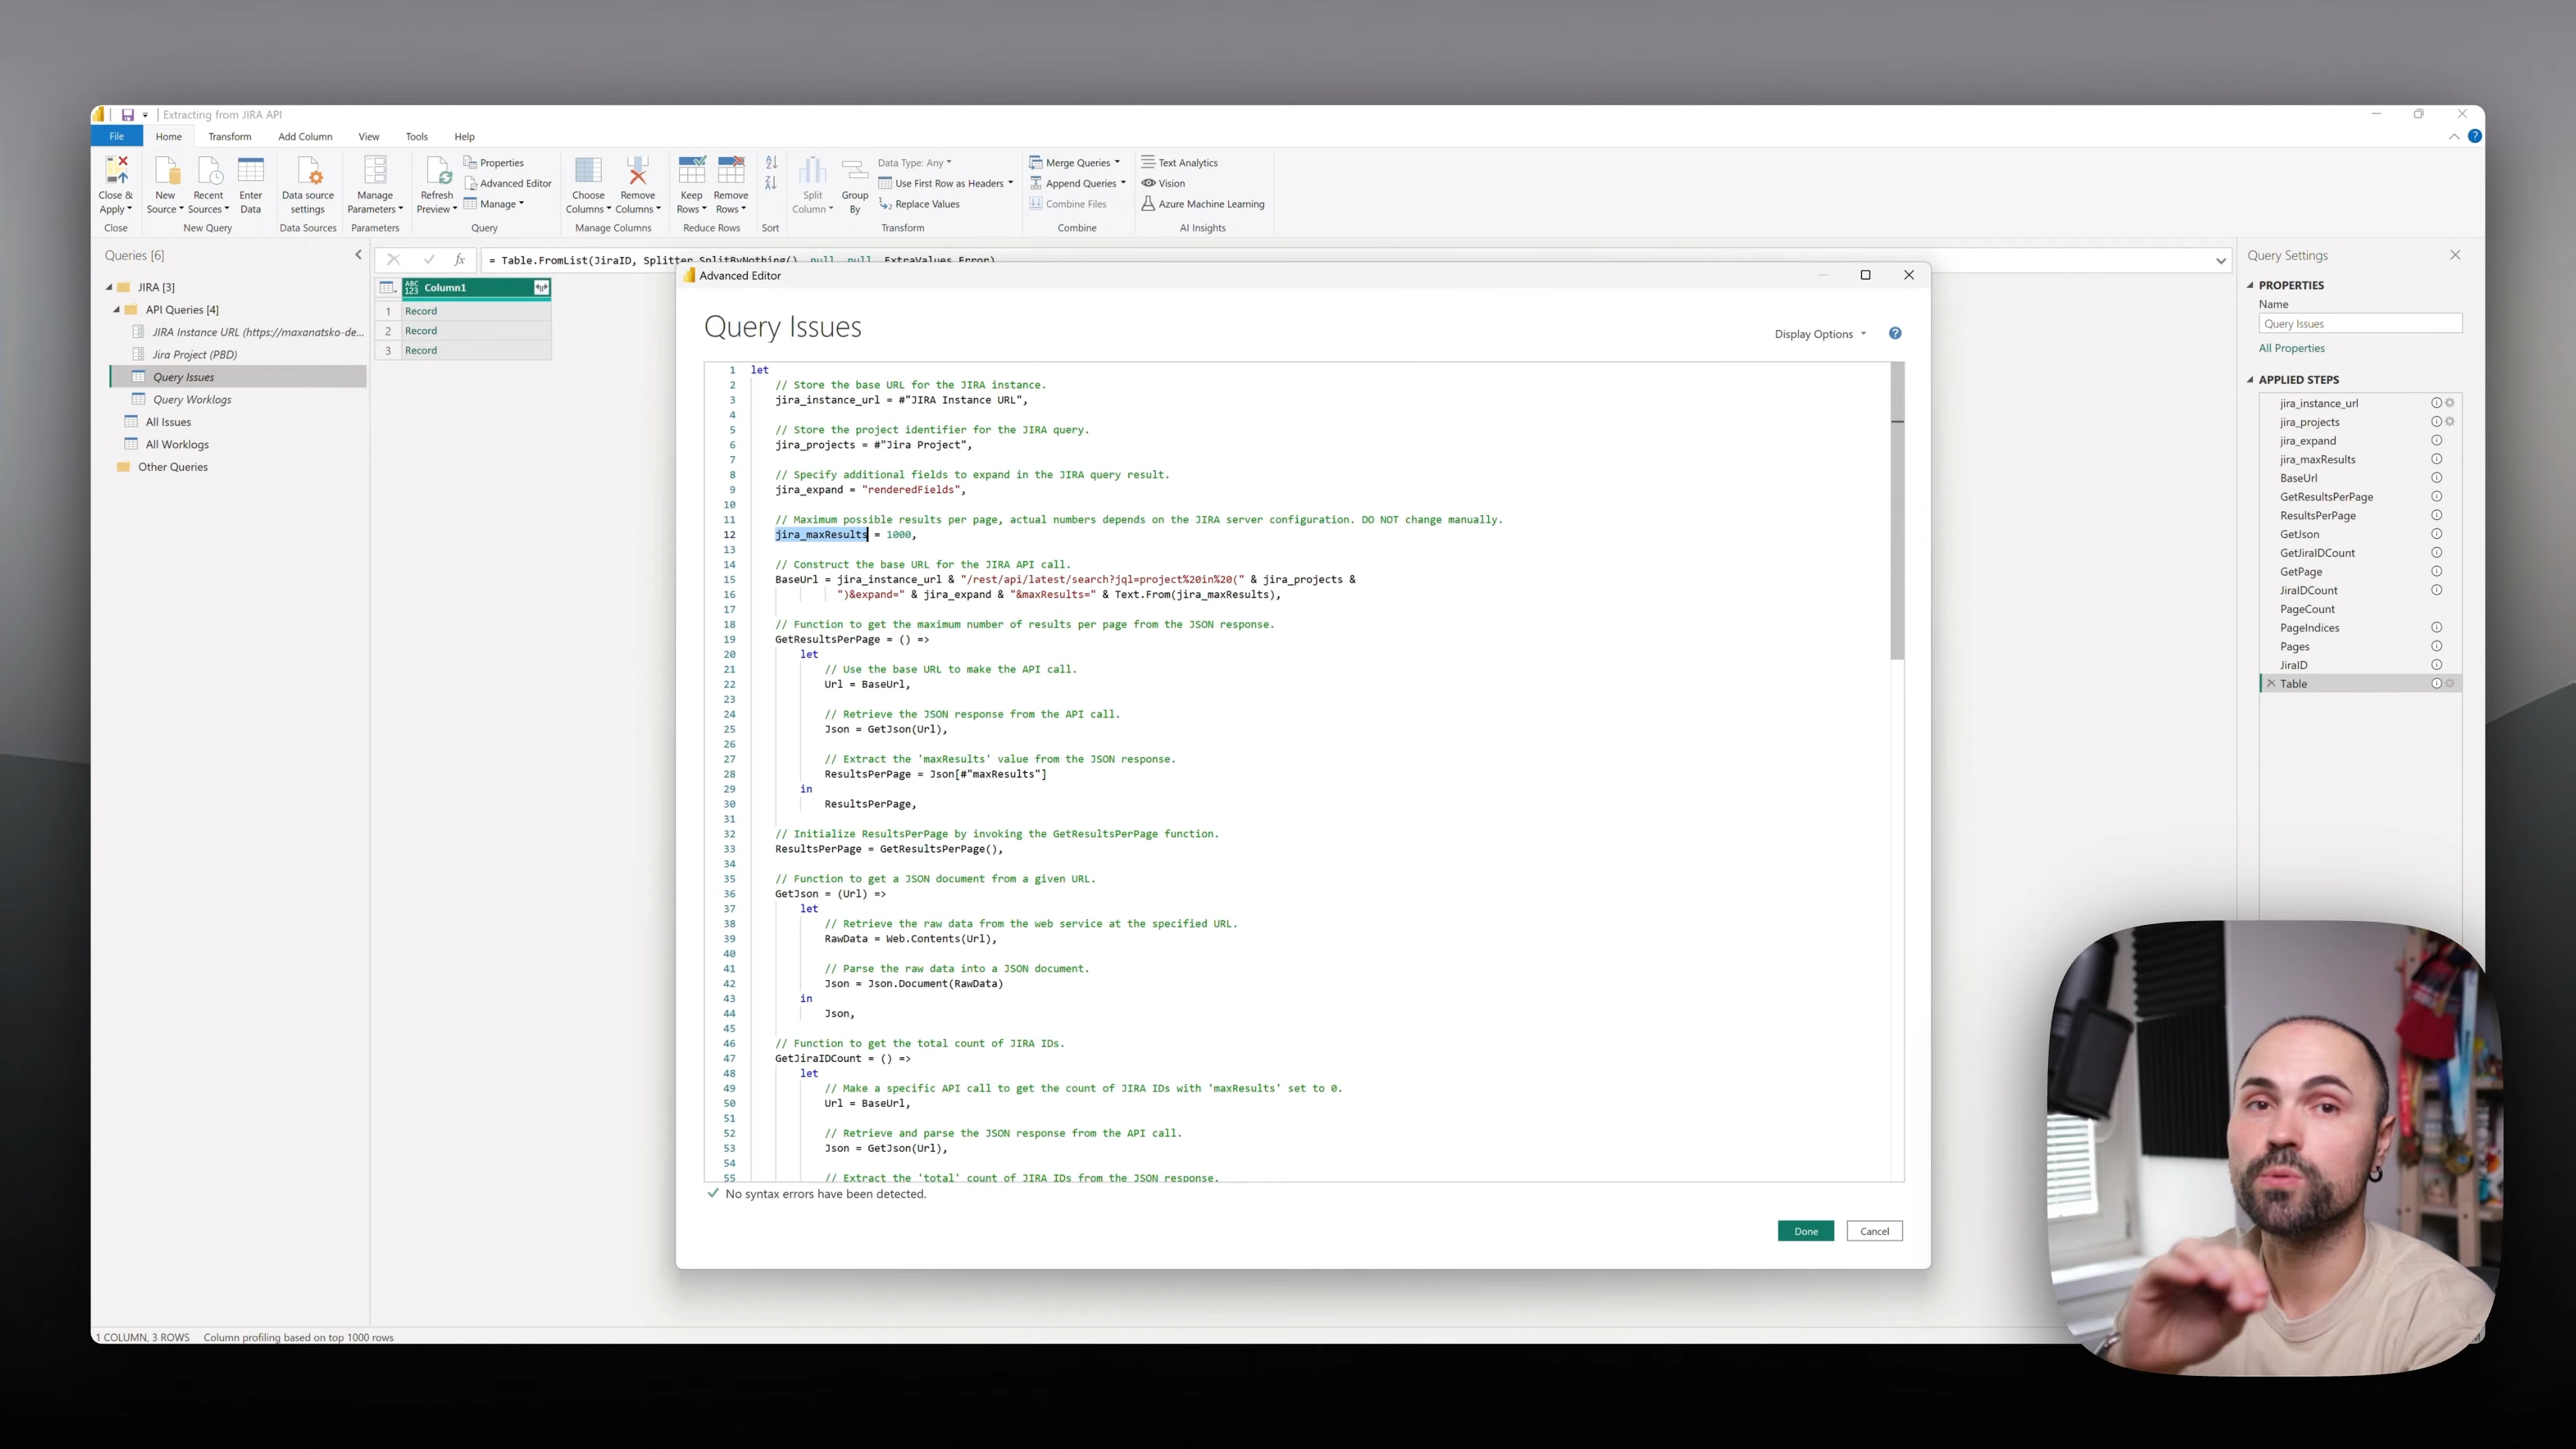 Extracting from JIRA API
File
Home
Transform
Add Column
View
Tools
Help
Close & Apply
New Source
Recent Sources
Enter Data
Data source settings
Manage Parameters
Refresh Preview
Properties
Advanced Editor
Manage
Choose Columns
Remove Columns
Keep Rows
Remove Rows
Split Column
Group By
Data Type: Any
Use First Row as Headers
Replace Values
Merge Queries
Append Queries
Combine Files
Text Analytics
Vision
Azure Machine Learning
Close
New Query
Data Sources
Parameters
Query
Manage Columns
Reduce Rows
Sort
Transform
Combine
AI Insights
Queries [6]
JIRA [3]
API Queries [4]
JIRA Instance URL (https://maxanatsko-de...
Jira Project (PBD)
Query Issues
Query Worklogs
All Issues
All Worklogs
Other Queries
= Table.FromList(JiraID, Splitter.SplitByNothing(), null, null, ExtraValues.Error)
ABC 123 Column1
1 Record
2 Record
3 Record
Advanced Editor
Query Issues
Display Options
1 let
2 // Store the base URL for the JIRA instance.
3 jira_instance_url = #"JIRA Instance URL",
4
5 // Store the project identifier for the JIRA query.
6 jira_projects = #"Jira Project",
7
8 // Specify additional fields to expand in the JIRA query result.
9 jira_expand = "renderedFields",
10
11 // Maximum possible results per page, actual numbers depends on the JIRA server configuration. DO NOT change manually.
12 jira_maxResults = 1000,
13
14 // Construct the base URL for the JIRA API call.
15 BaseUrl = jira_instance_url & "/rest/api/latest/search?jql=project%20in%20(" & jira_projects &
16 ")&expand=" & jira_expand & "&maxResults=" & Text.From(jira_maxResults),
17
18 // Function to get the maximum number of results per page from the JSON response.
19 GetResultsPerPage = () =>
20 let
21 // Use the base URL to make the API call.
22 Url = BaseUrl,
23
24 // Retrieve the JSON response from the API call.
25 Json = GetJson(Url),
26
27 // Extract the 'maxResults' value from the JSON response.
28 ResultsPerPage = Json[#"maxResults"]
29 in
30 ResultsPerPage,
31
32 // Initialize ResultsPerPage by invoking the GetResultsPerPage function.
33 ResultsPerPage = GetResultsPerPage(),
34
35 // Function to get a JSON document from a given URL.
36 GetJson = (Url) =>
37 let
38 // Retrieve the raw data from the web service at the specified URL.
39 RawData = Web.Contents(Url),
40
41 // Parse the raw data into a JSON document.
42 Json = Json.Document(RawData)
43 in
44 Json,
45
46 // Function to get the total count of JIRA IDs.
47 GetJiraIDCount = () =>
48 let
49 // Make a specific API call to get the count of JIRA IDs with 'maxResults' set to 0.
50 Url = BaseUrl,
51
52 // Retrieve and parse the JSON response from the API call.
53 Json = GetJson(Url),
54
55 // Extract the 'total' count of JIRA IDs from the JSON response.
No syntax errors have been detected.
Done
Cancel
Query Settings
PROPERTIES
Name
Query Issues
All Properties
APPLIED STEPS
jira_instance_url
jira_projects
jira_expand
jira_maxResults
BaseUrl
GetResultsPerPage
ResultsPerPage
GetJson
GetJiraIDCount
GetPage
JiraIDCount
PageCount
PageIndices
Pages
JiraID
Table
1 COLUMN, 3 ROWS
Column profiling based on top 1000 rows